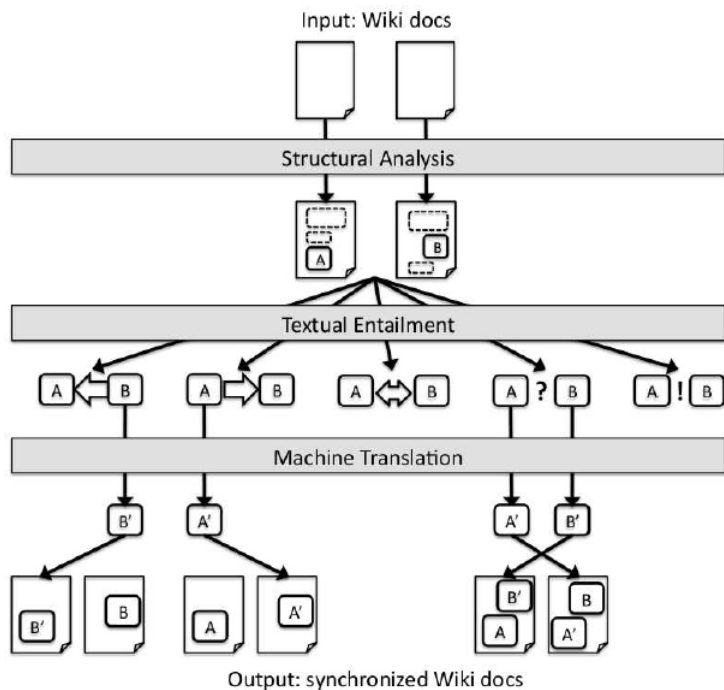 Input: Wiki docs
Structural Analysis
A B
Textual Entailment
A B A B A B A ? B A ! B
Machine Translation
B' A' A' B'
B' B A A' B' A B A'
Output: synchronized Wiki docs